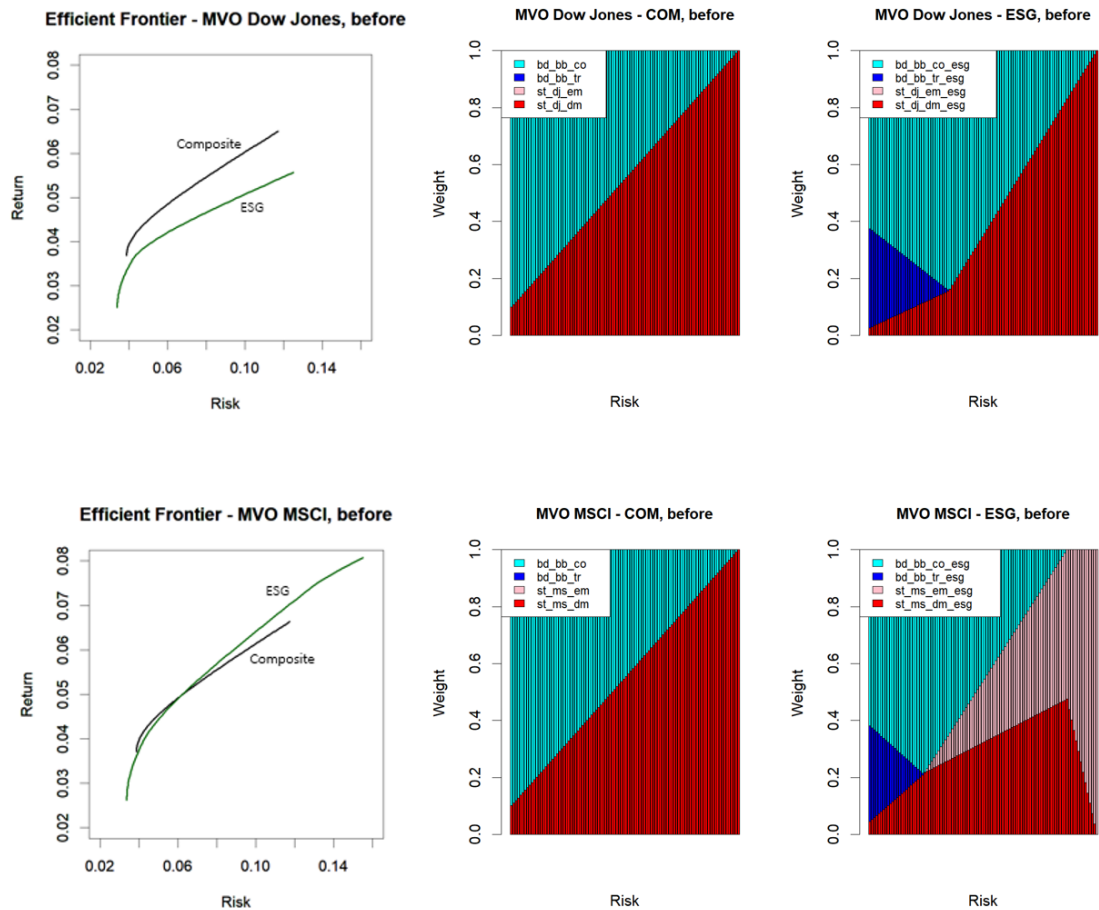 Efficient Frontier - MVO Dow Jones, before
Return
0.08
0.07
0.06
0.05
0.04
0.03
0.02
Composite
ESG
0.02
0.06
0.10
0.14
Risk
MVO Dow Jones - COM, before
Weight
1.0
0.8
0.6
0.4
0.2
0.0
bd_bb_co
bd_bb_tr
st_dj_em
st_dj_dm
Risk
MVO Dow Jones - ESG, before
Weight
1.0
0.8
0.6
0.4
0.2
0.0
bd_bb_co_esg
bd_bb_tr_esg
st_dj_em_esg
st_dj_dm_esg
Risk
Efficient Frontier - MVO MSCI, before
Return
0.08
0.07
0.06
0.05
0.04
0.03
0.02
ESG
Composite
0.02
0.06
0.10
0.14
Risk
MVO MSCI - COM, before
Weight
1.0
0.8
0.6
0.4
0.2
0.0
bd_bb_co
bd_bb_tr
st_ms_em
st_ms_dm
Risk
MVO MSCI - ESG, before
Weight
1.0
0.8
0.6
0.4
0.2
0.0
bd_bb_co_esg
bd_bb_tr_esg
st_ms_em_esg
st_ms_dm_esg
Risk